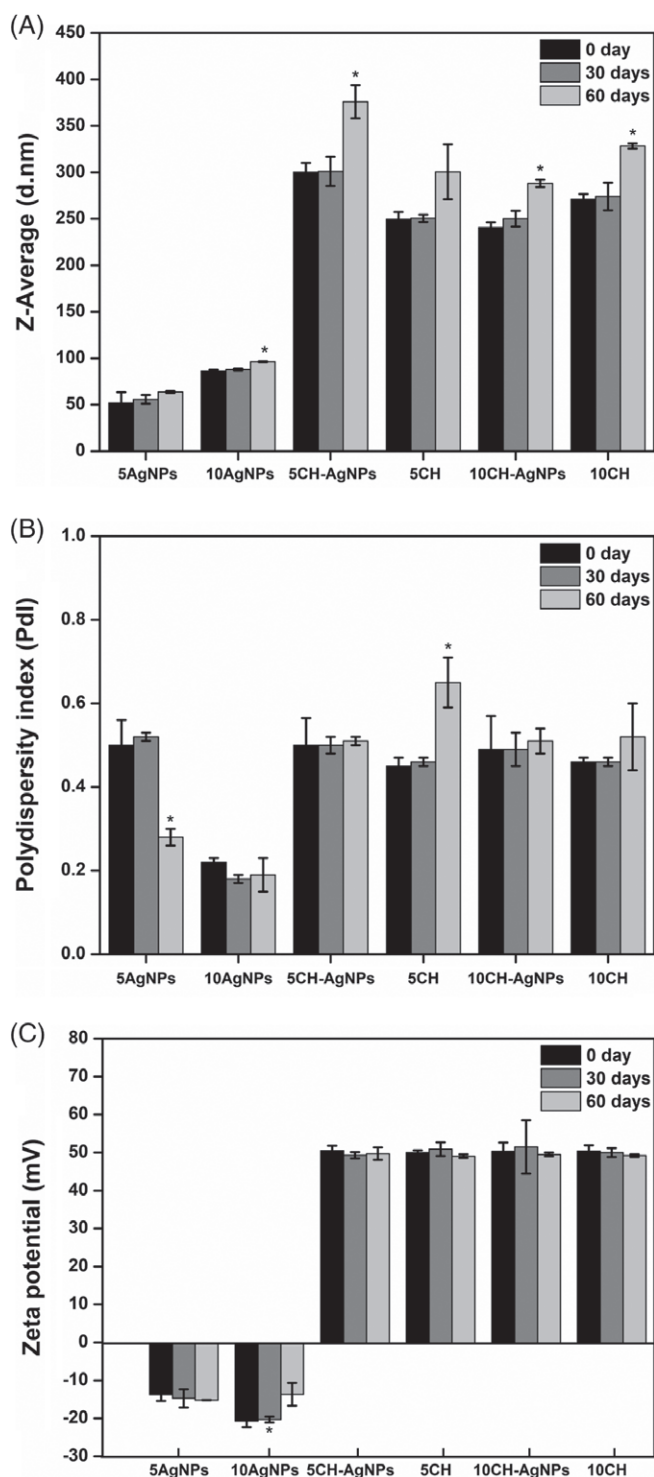 (A)
450
400
350
300
250
200
150
100
50
0
Z-Average (d.nm)
0 day
30 days
60 days
*
*
*
*
5AgNPs 10AgNPs 5CH-AgNPs 5CH 10CH-AgNPs 10CH
(B)
1.0
0.8
0.6
0.4
0.2
0.0
Polydispersity index (PdI)
0 day
30 days
60 days
*
*
5AgNPs 10AgNPs 5CH-AgNPs 5CH 10CH-AgNPs 10CH
(C)
80
70
60
50
40
30
20
10
0
-10
-20
-30
Zeta potential (mV)
0 day
30 days
60 days
*
5AgNPs 10AgNPs 5CH-AgNPs 5CH 10CH-AgNPs 10CH